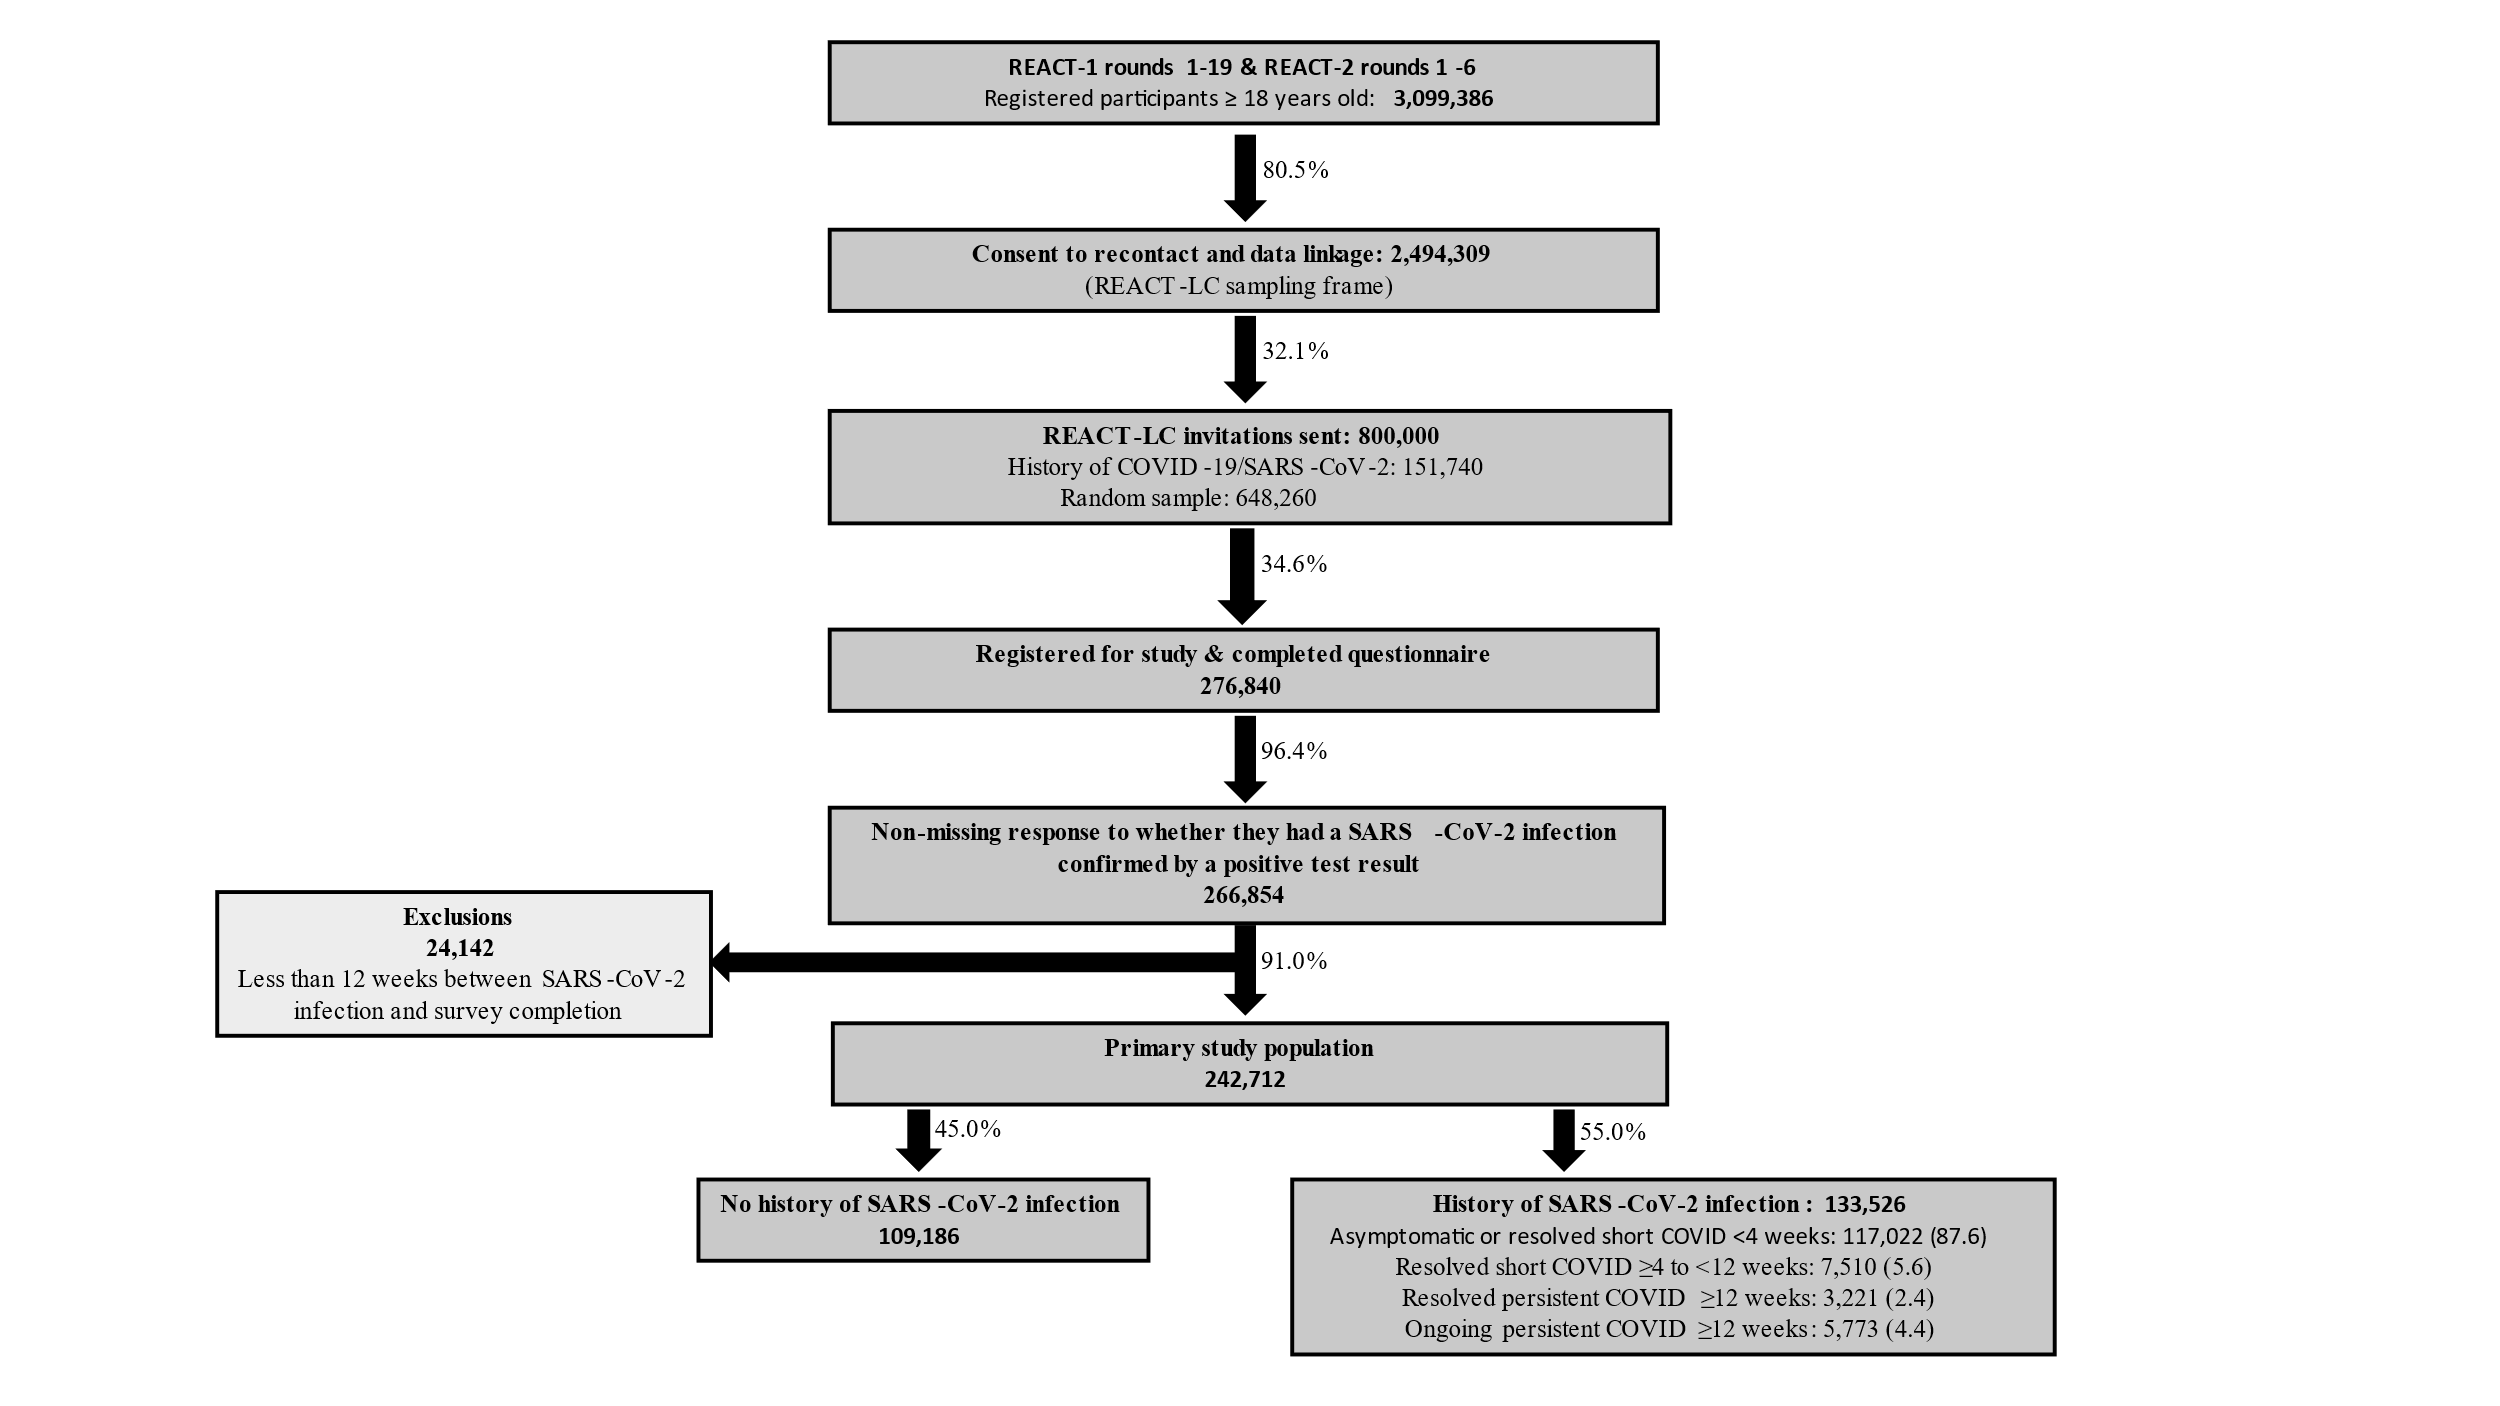 REACT-1 rounds 1-19 & REACT-2 rounds 1 -6
Registered participants ≥ 18 years old: 3,099,386
80.5%
Consent to recontact and data linkage: 2,494,309
(REACT -LC sampling frame)
32.1%
REACT -LC invitations sent: 800,000
History of COVID -19/SARS -CoV -2: 151,740
Random sample: 648,260
34.6%
Registered for study & completed questionnaire
276,840
96.4%
Non-missing response to whether they had a SARS -CoV-2 infection
confirmed by a positive test result
266,854
Exclusions
24,142
Less than 12 weeks between SARS -CoV -2
infection and survey completion
91.0%
Primary study population
242,712
45.0%
55.0%
No history of SARS -CoV-2 infection
109,186
History of SARS -CoV-2 infection : 133,526
Asymptomatic or resolved short COVID <4 weeks: 117,022 (87.6)
Resolved short COVID ≥4 to <12 weeks: 7,510 (5.6)
Resolved persistent COVID ≥12 weeks: 3,221 (2.4)
Ongoing persistent COVID ≥12 weeks: 5,773 (4.4)